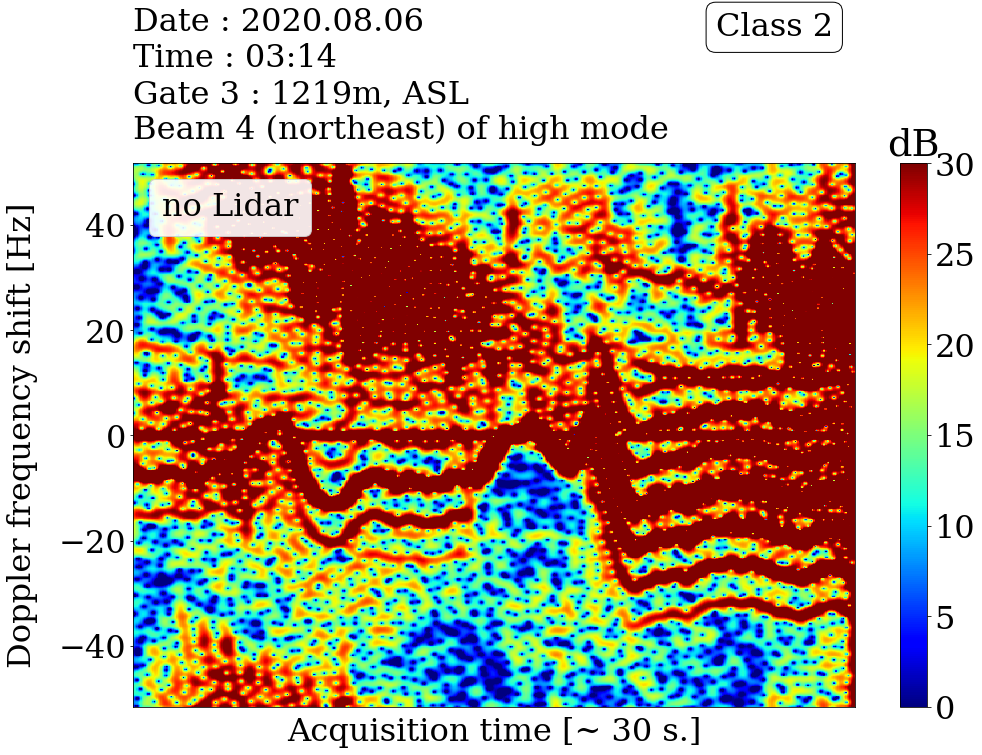 Date : 2020.08.06
Time : 03:14
Gate 3 : 1219m, ASL
Beam 4 (northeast) of high mode
Class 2
dB
no Lidar
Doppler frequency shift [Hz]
40
20
0
−20
−40
Acquisition time [~ 30 s.]
30
25
20
15
10
5
0